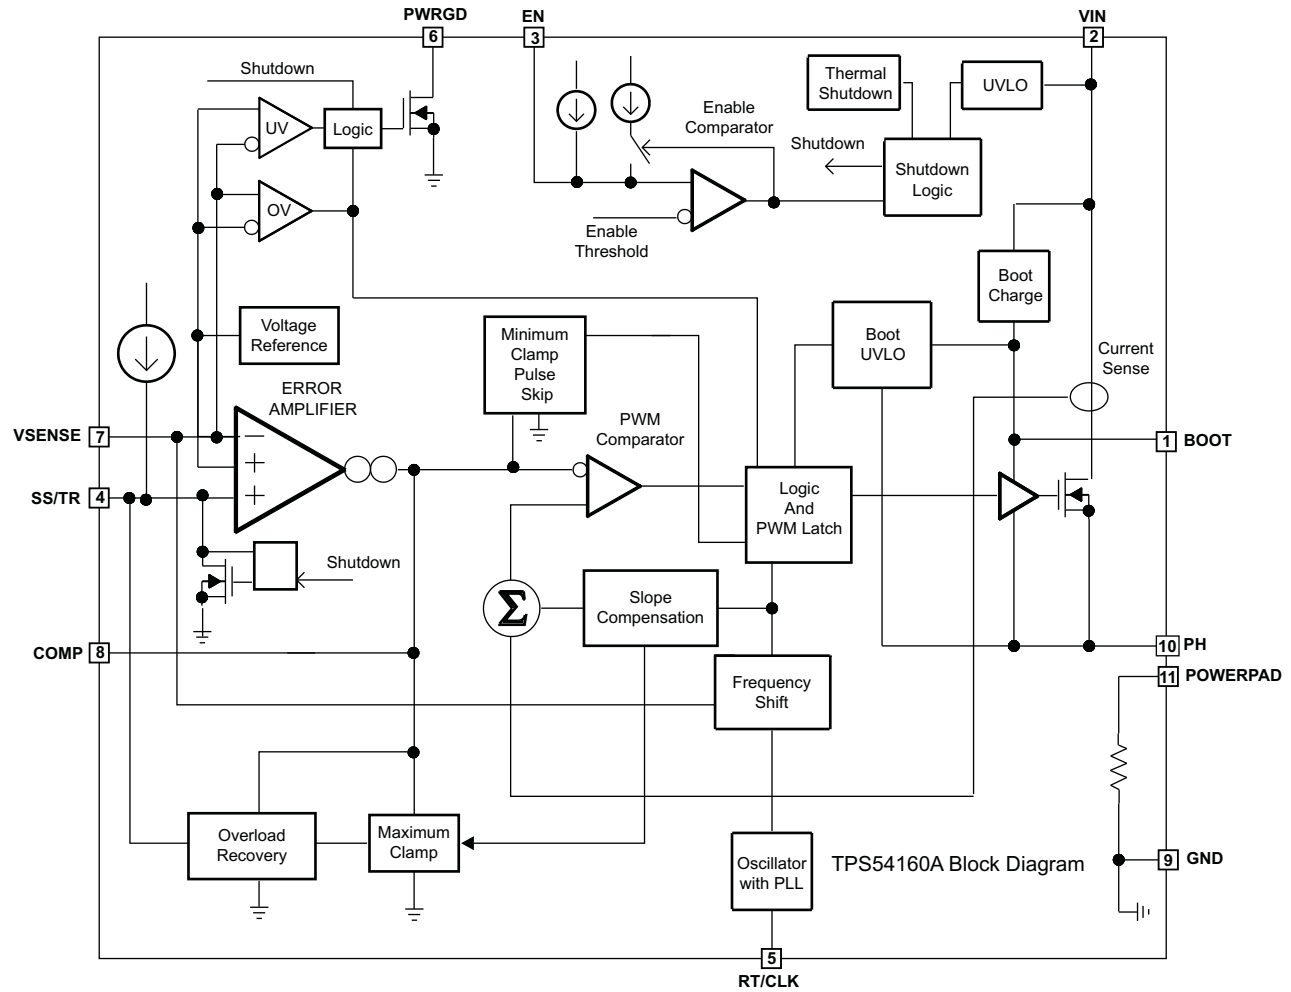 PWRGD
6
EN
3
VIN
2
Shutdown
UV
Logic
OV
Enable
Comparator
Enable
Threshold
Thermal
Shutdown
UVLO
Shutdown
Shutdown
Logic
Boot
Charge
Voltage
Reference
Minimum
Clamp
Pulse
Skip
Boot
UVLO
Current
Sense
ERROR
AMPLIFIER
PWM
Comparator
VSENSE
7
−
+
+
SS/TR
4
1
BOOT
Logic
And
PWM Latch
Shutdown
Σ
Slope
Compensation
COMP
8
10
PH
11
POWERPAD
Frequency
Shift
Overload
Recovery
Maximum
Clamp
Oscillator
with PLL
TPS54160A Block Diagram
9
GND
5
RT/CLK